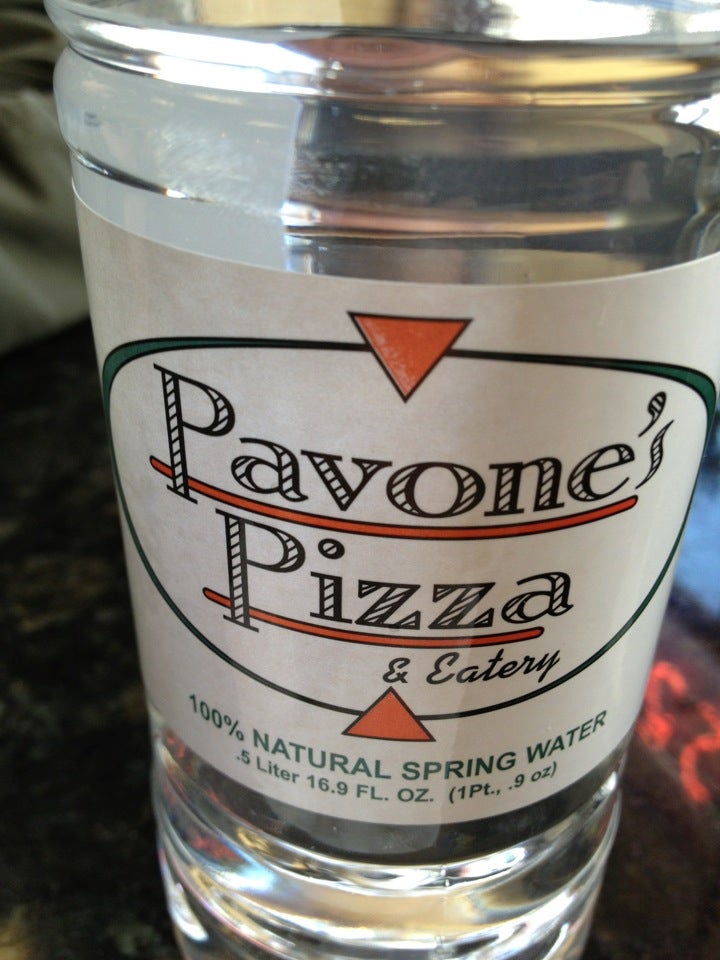 Pavone's
Pizza
& Eatery
100% NATURAL SPRING WATER
.5 Liter 16.9 FL. OZ. (1Pt., .9 oz)